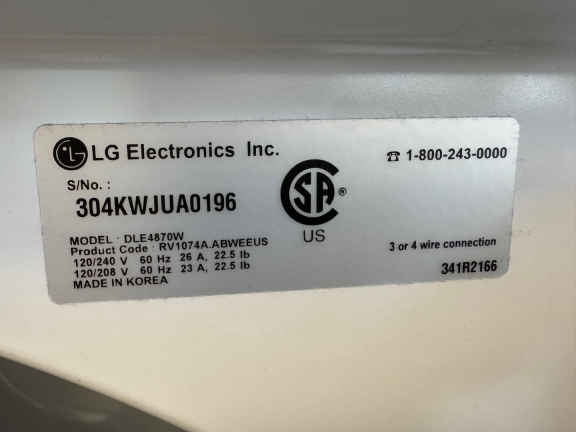 LG LG Electronics Inc.
☎ 1-800-243-0000
S/No. :
304KWJUA0196
SA ®
US
MODEL : DLE4870W
Product Code : RV1074A.ABWEEUS
120/240 V 60 Hz 26 A, 22.5 lb
120/208 V 60 Hz 23 A, 22.5 lb
MADE IN KOREA
3 or 4 wire connection
341R2166